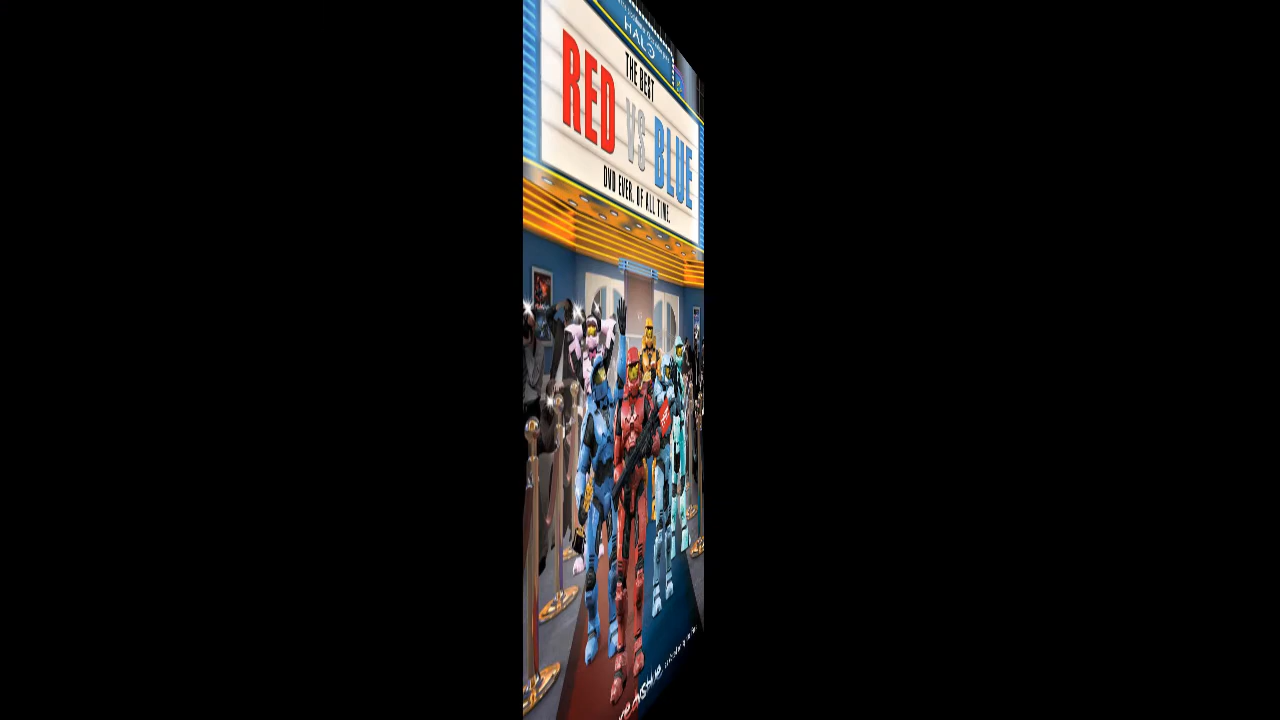 HALO
THE BEST
RED VS BLUE
DVD EVER. OF ALL TIME.